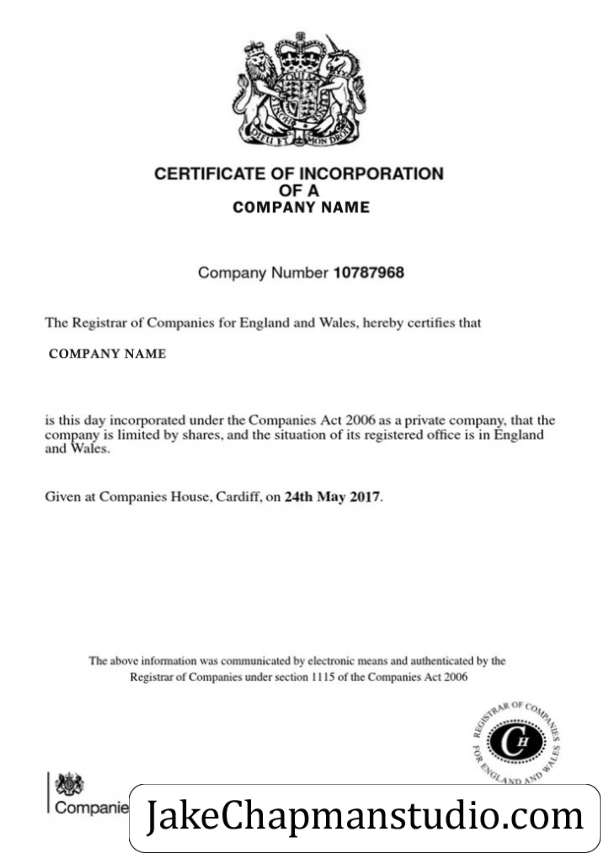 DIEU ET MON DROIT
CERTIFICATE OF INCORPORATION
OF A
COMPANY NAME
Company Number 10787968
The Registrar of Companies for England and Wales, hereby certifies that
COMPANY NAME
is this day incorporated under the Companies Act 2006 as a private company, that the
company is limited by shares, and the situation of its registered office is in England
and Wales.
Given at Companies House, Cardiff, on 24th May 2017.
The above information was communicated by electronic means and authenticated by the
Registrar of Companies under section 1115 of the Companies Act 2006
REGISTRAR OF COMPANIES
FOR ENGLAND AND WALES
CH
Companie
JakeChapmanstudio.com